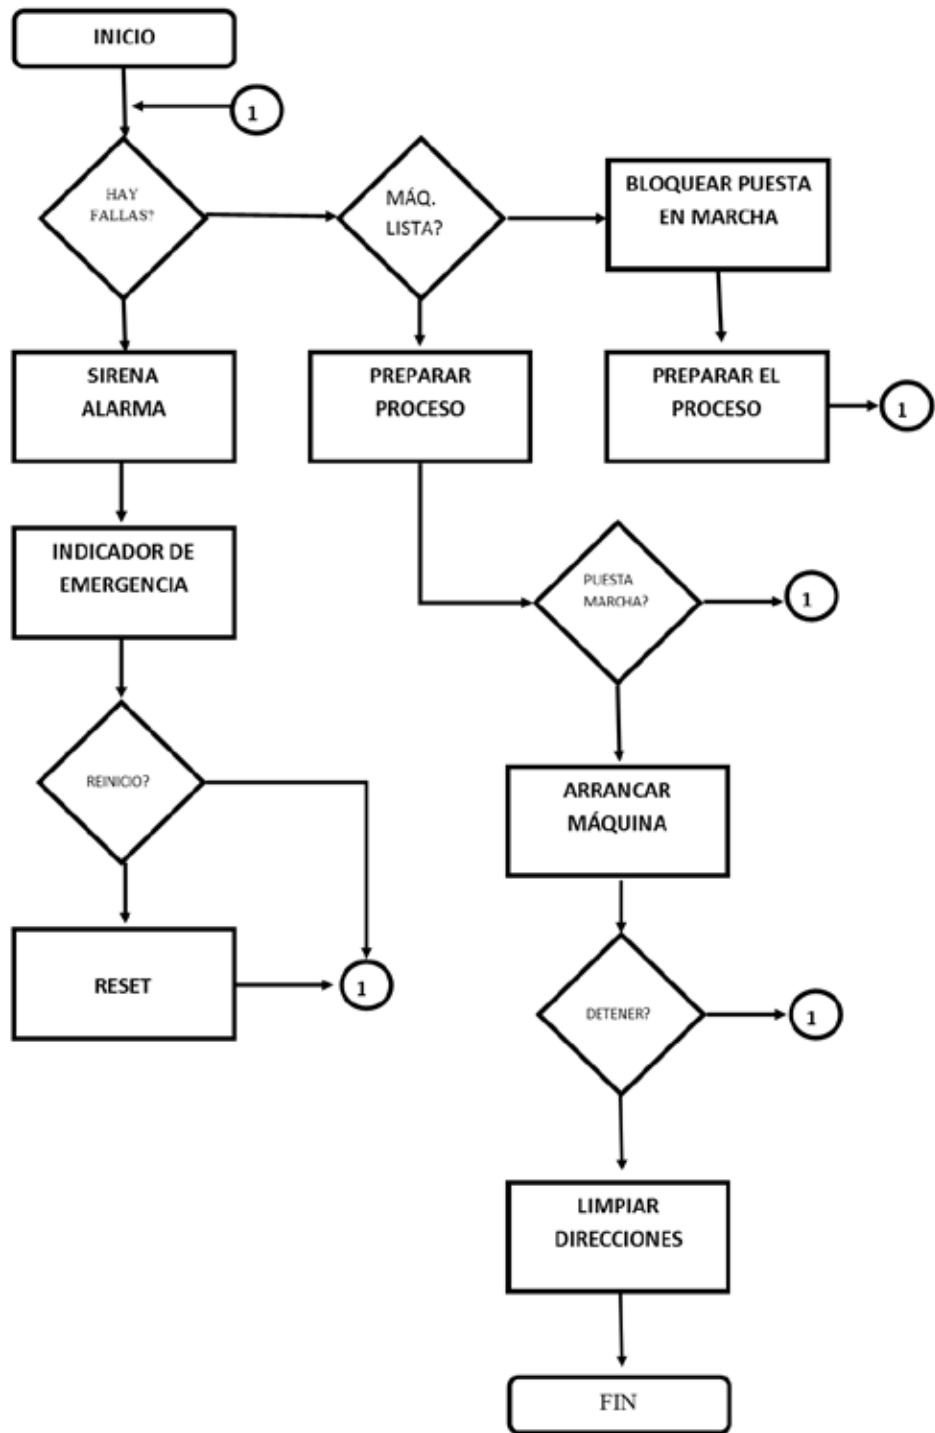 INICIO
1
HAY
FALLAS?
MÁQ.
LISTA?
BLOQUEAR PUESTA
EN MARCHA
SIRENA
ALARMA
PREPARAR
PROCESO
PREPARAR EL
PROCESO
1
INDICADOR DE
EMERGENCIA
PUESTA
MARCHA?
1
REINICIO?
ARRANCAR
MÁQUINA
RESET
1
DETENER?
1
LIMPIAR
DIRECCIONES
FIN